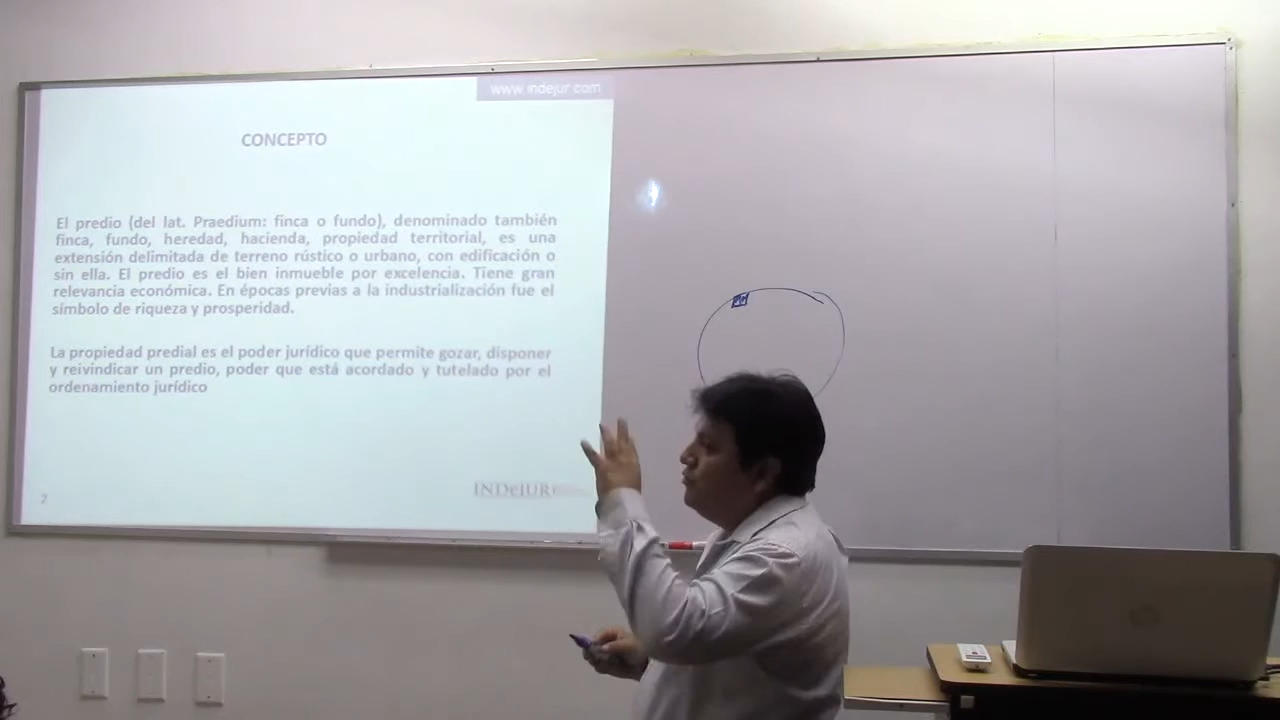 www.indejur.com
CONCEPTO
El predio (del lat. Praedium: finca o fundo), denominado también
finca, fundo, heredad, hacienda, propiedad territorial, es una
extensión delimitada de terreno rústico o urbano, con edificación o
sin ella. El predio es el bien inmueble por excelencia. Tiene gran
relevancia económica. En épocas previas a la industrialización fue el
símbolo de riqueza y prosperidad.
La propiedad predial es el poder jurídico que permite gozar, disponer
y reivindicar un predio, poder que está acordado y tutelado por el
ordenamiento jurídico
INDeJUR
2